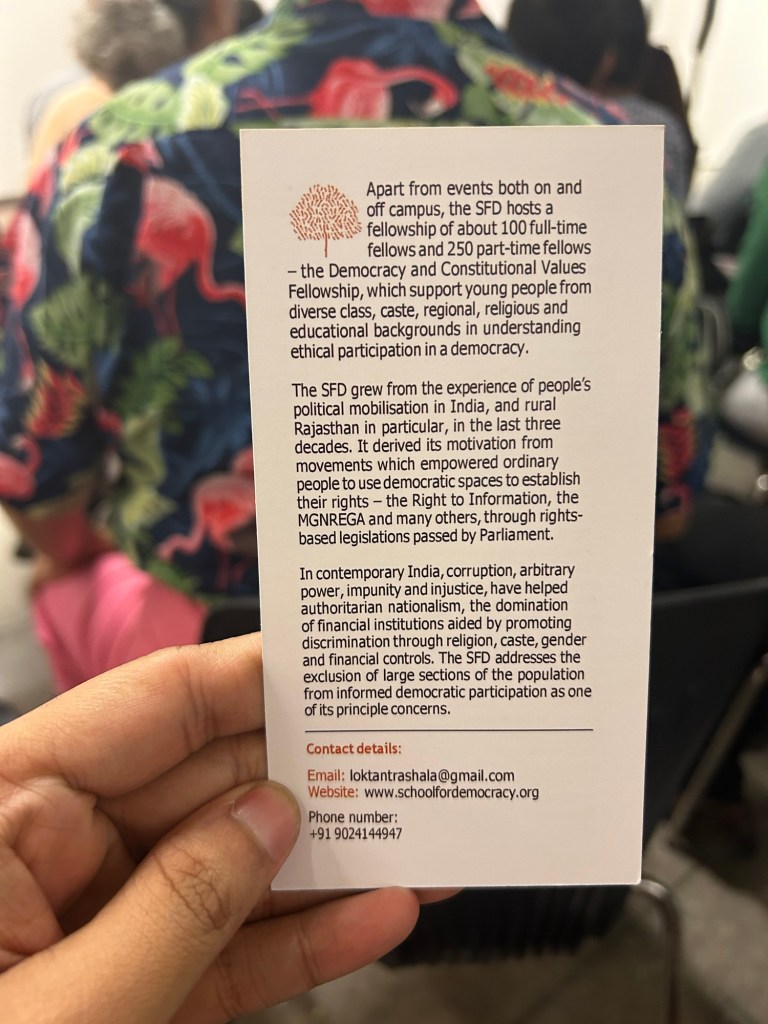 Apart from events both on and
off campus, the SFD hosts a
fellowship of about 100 full-time
fellows and 250 part-time fellows
– the Democracy and Constitutional Values
Fellowship, which support young people from
diverse class, caste, regional, religious and
educational backgrounds in understanding
ethical participation in a democracy.
The SFD grew from the experience of people's
political mobilisation in India, and rural
Rajasthan in particular, in the last three
decades. It derived its motivation from
movements which empowered ordinary
people to use democratic spaces to establish
their rights – the Right to Information, the
MGNREGA and many others, through rights-
based legislations passed by Parliament.
In contemporary India, corruption, arbitrary
power, impunity and injustice, have helped
authoritarian nationalism, the domination
of financial institutions aided by promoting
discrimination through religion, caste, gender
and financial controls. The SFD addresses the
exclusion of large sections of the population
from informed democratic participation as one
of its principle concerns.
Contact details:
Email: loktantrashala@gmail.com
Website: www.schoolfordemocracy.org
Phone number:
+91 9024144947